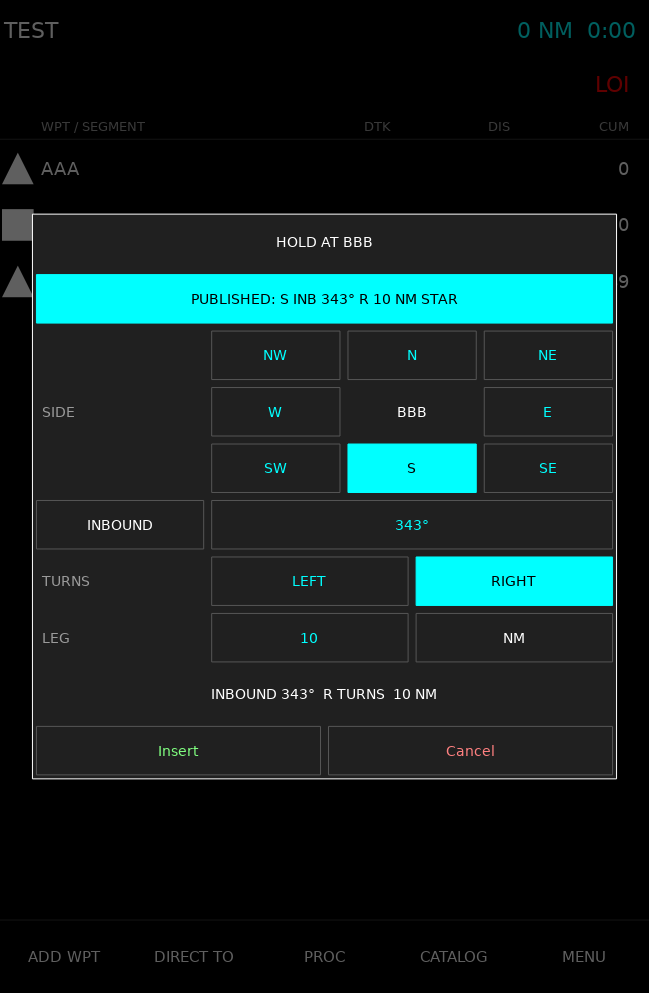 TEST 0 NM 0:00
LOI
WPT / SEGMENT DTK DIS CUM
AAA 0
0
9
HOLD AT BBB
PUBLISHED: S INB 343° R 10 NM STAR
NW N NE
SIDE W BBB E
SW S SE
INBOUND 343°
TURNS LEFT RIGHT
LEG 10 NM
INBOUND 343° R TURNS 10 NM
Insert Cancel
ADD WPT DIRECT TO PROC CATALOG MENU